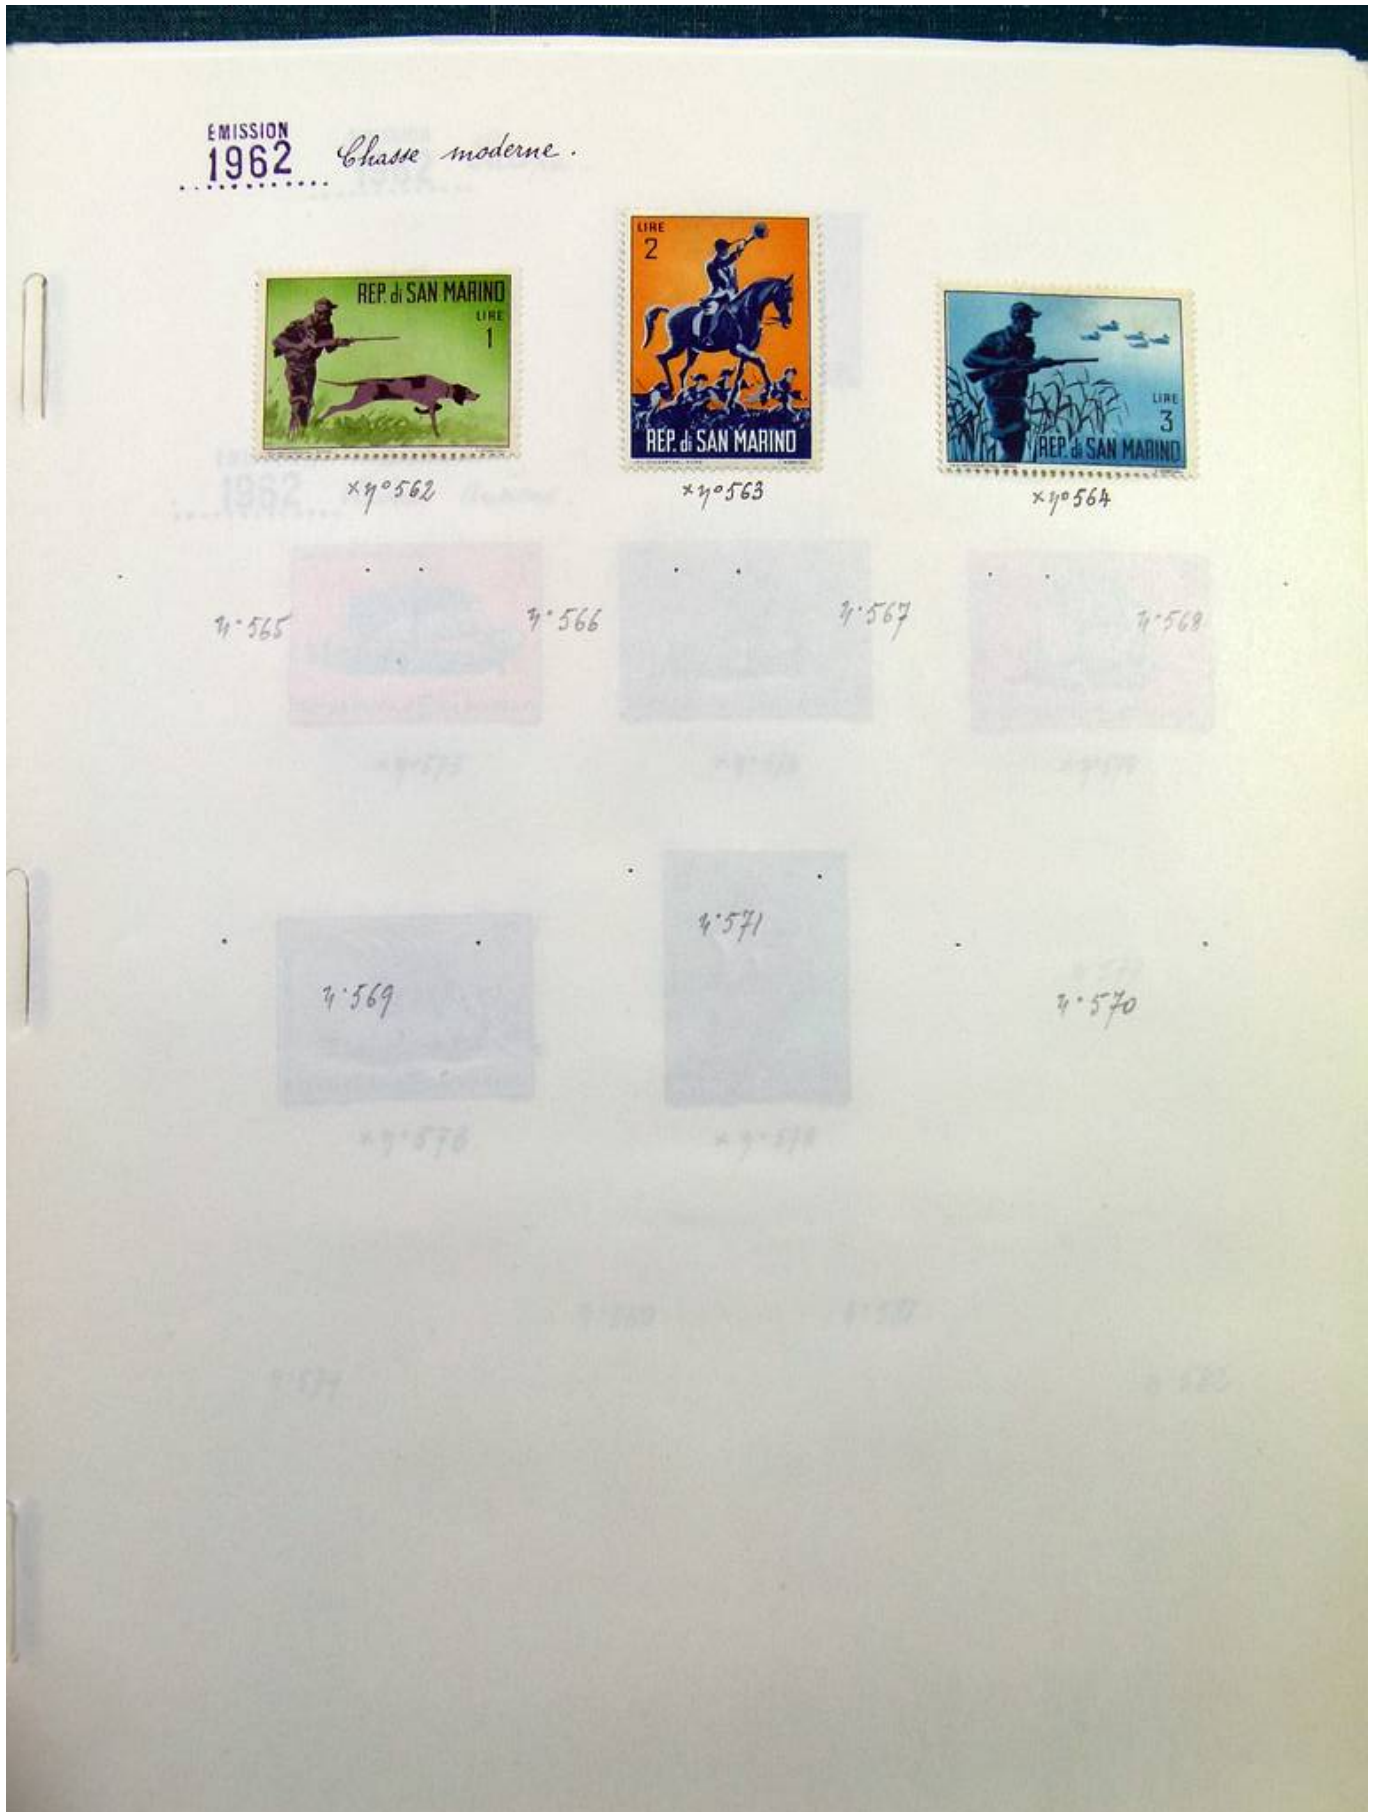 EMISSION
1962 Chasse moderne.
REP. di SAN MARINO
LIRE
1
LIRE
2
REP. di SAN MARINO
LIRE
3
REP. di SAN MARINO
x n° 562
x n° 563
x n° 564
n° 565
n° 566
n° 567
n° 568
n° 571
n° 569
n° 570